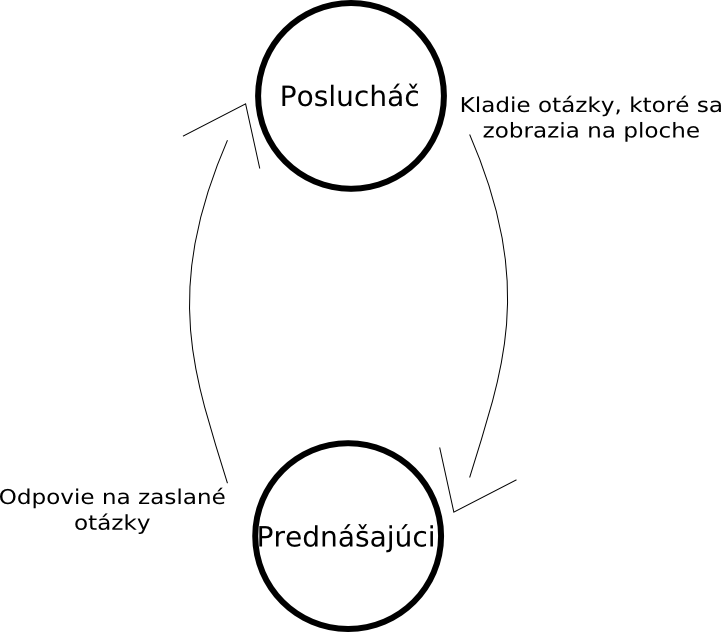 Poslucháč
Kladie otázky, ktoré sa
zobrazia na ploche
Odpovie na zaslané
otázky
Prednášajúci